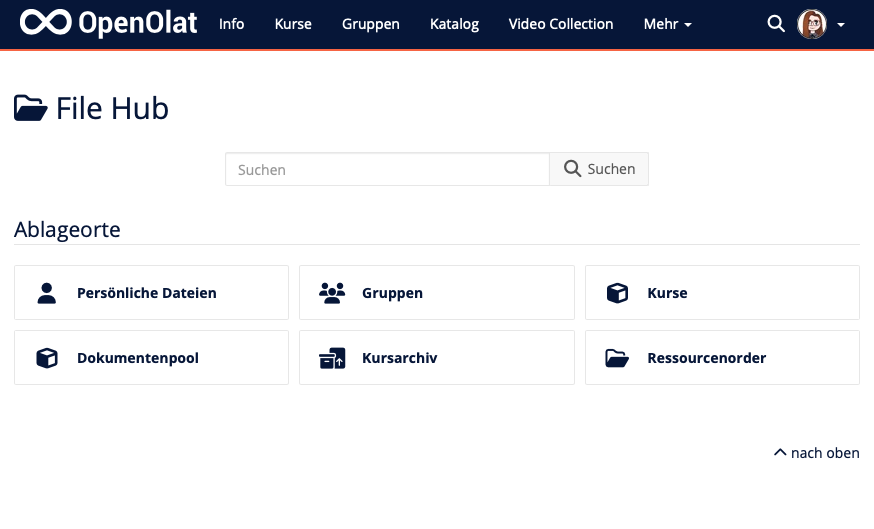 OpenOlat Info Kurse Gruppen Katalog Video Collection Mehr
File Hub
Suchen Suchen
Ablageorte
Persönliche Dateien Gruppen Kurse
Dokumentenpool Kursarchiv Ressourcenorder
nach oben